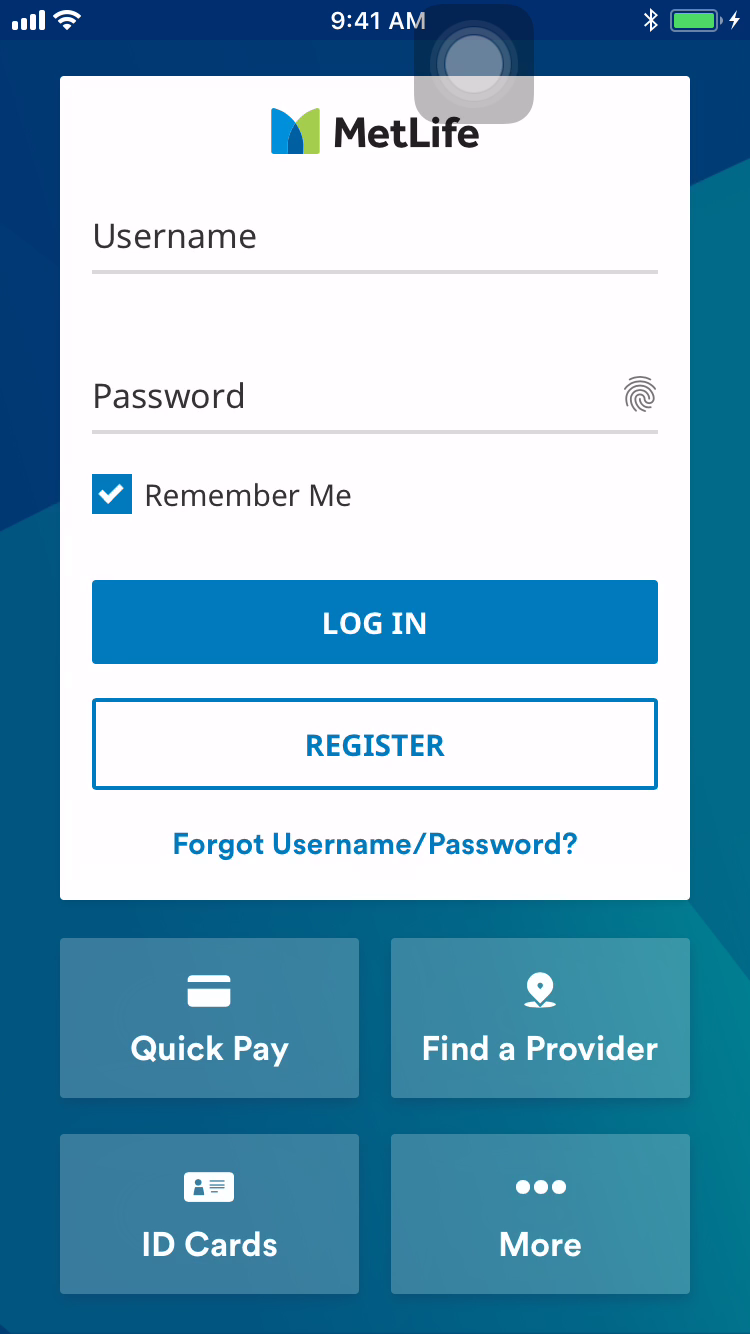 9:41 AM
MetLife
Username
Password
Remember Me
LOG IN
REGISTER
Forgot Username/Password?
Quick Pay
Find a Provider
ID Cards
More